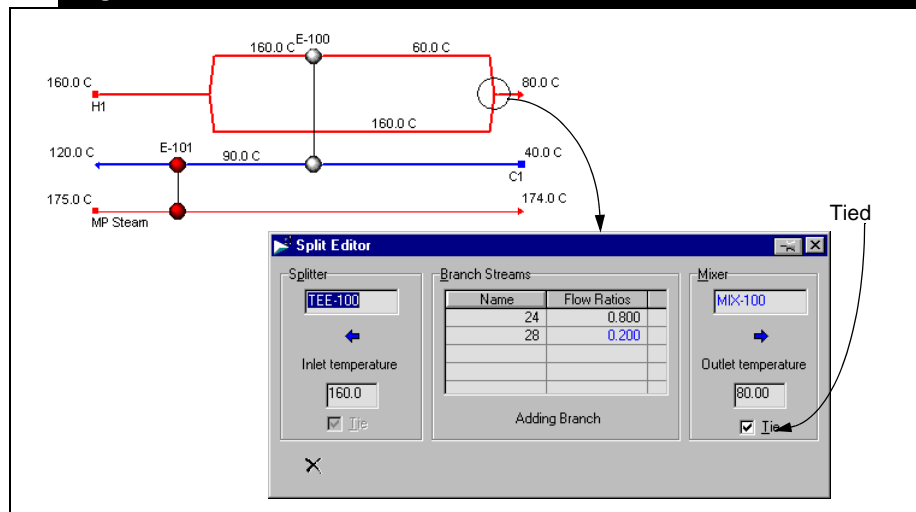 E-100
160.0 C
60.0 C
160.0 C
80.0 C
H1
160.0 C
120.0 C
E-101
90.0 C
40.0 C
C1
175.0 C
174.0 C
MP Steam
Tied
Split Editor
Splitter
Branch Streams
Mixer
TEE-100
Name
Flow Ratios
MIX-100
24
0.800
28
0.200
Inlet temperature
Outlet temperature
160.0
80.00
Adding Branch
Tie
Tie